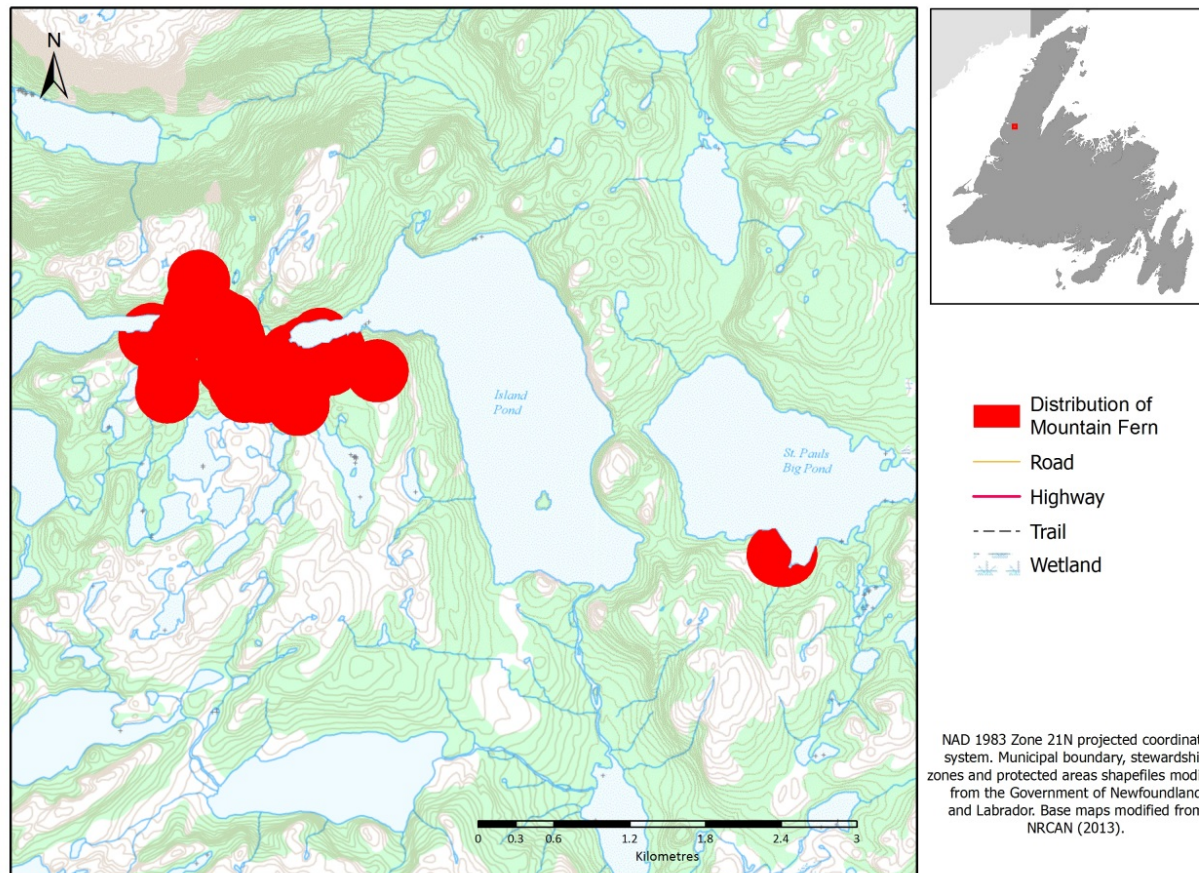 N
Island
Pond
St. Pauls
Big Pond
0 0.3 0.6 1.2 1.8 2.4 3
Kilometres
Distribution of
Mountain Fern
Road
Highway
Trail
Wetland
NAD 1983 Zone 21N projected coordinat
system. Municipal boundary, stewardshi
zones and protected areas shapefiles modi
from the Government of Newfoundlan
and Labrador. Base maps modified fron
NRCAN (2013).